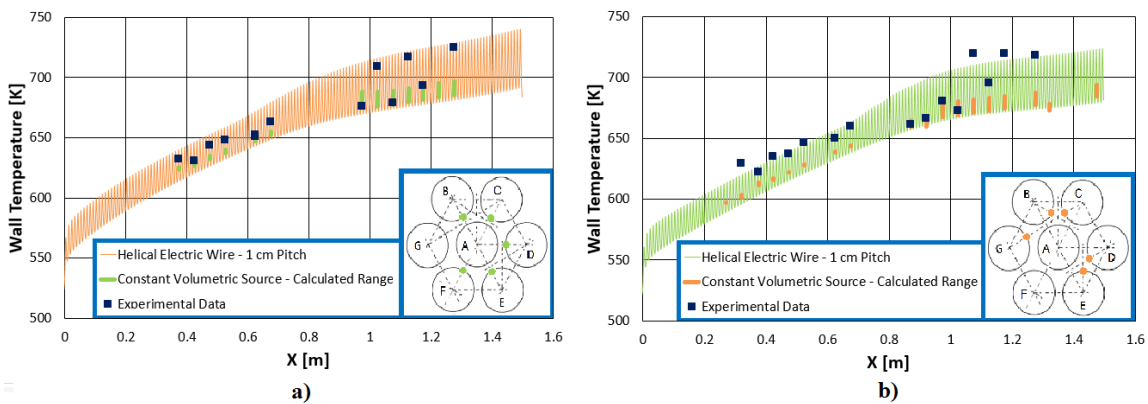 a)
750
700
650
600
550
500
Wall Temperature [K]
0
0.2
0.4
0.6
0.8
1
1.2
1.4
1.6
X [m]
Helical Electric Wire - 1 cm Pitch
Constant Volumetric Source - Calculated Range
Experimental Data
B
C
G
A
D
F
E
a)
b)
750
700
650
600
550
500
Wall Temperature [K]
0
0.2
0.4
0.6
0.8
1
1.2
1.4
1.6
X [m]
Helical Electric Wire - 1 cm Pitch
Constant Volumetric Source - Calculated Range
Experimental Data
B
C
G
A
D
F
E
b)